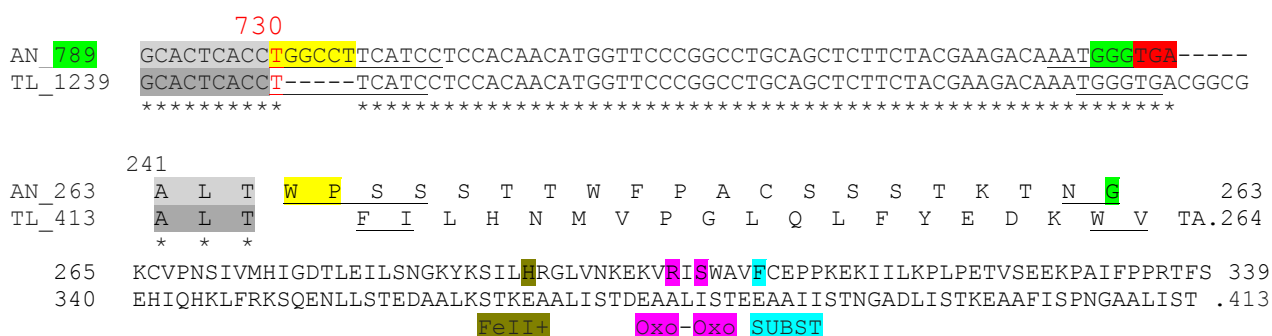 730
AN_789 GCACTCACCTGGCCTTCATCCTCCACAACATGGTTCCCGGCCTGCAGCTCTTCTACGAAGACAAATGGGTGA-----
TL_1239 GCACTCACCT-----TCATCCTCCACAACATGGTTCCCGGCCTGCAGCTCTTCTACGAAGACAAATGGGTGACGGCG
********** *********************************************************
241
AN_263 A L T W P S S S T T W F P A C S S S T K T N G 263
TL_413 A L T F I L H N M V P G L Q L F Y E D K W V TA.264
* * *
265 KCVPNSIVMHIGDTLEILSNGKYKSILHRGLVNKEKVRISWAVFCEPPKEKIILKPLPETVSEEKPAIFPPRTFS 339
340 EHIQHKLFRKSQENLLSTEDAALKSTKEAALISTDEAALISTEEAAIISTNGADLISTKEAAFISPNGAALIST .413
FeII+ Oxo-Oxo SUBST